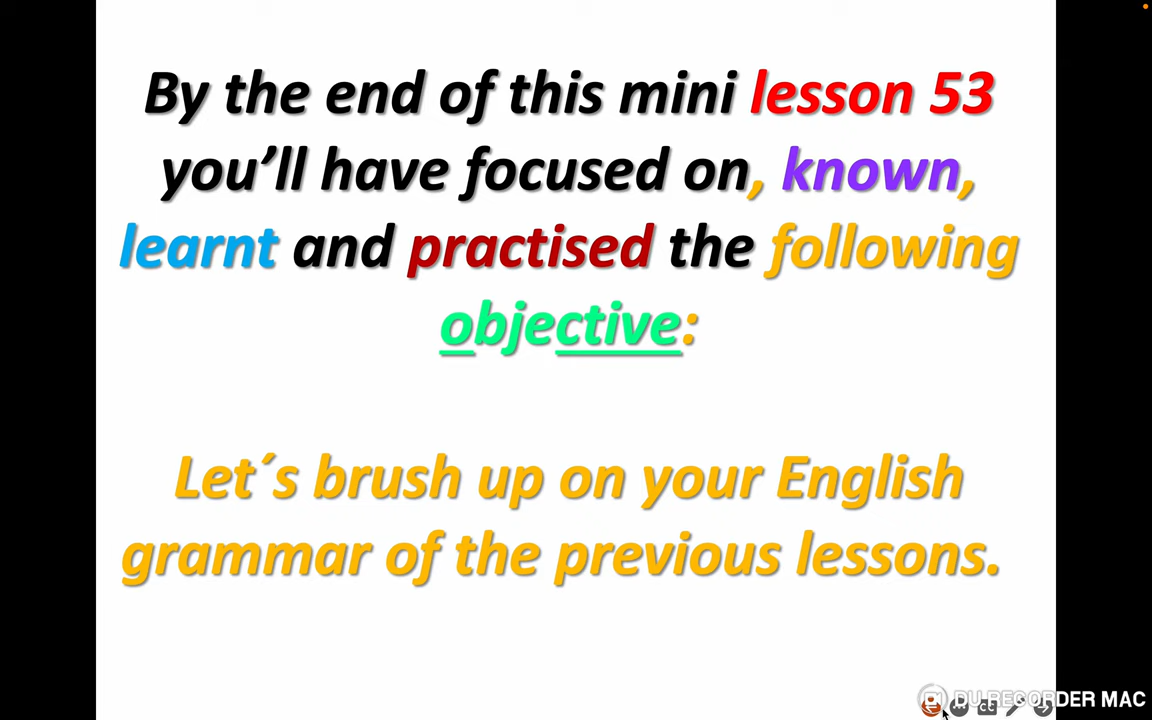 By the end of this mini lesson 53
you’ll have focused on, known,
learnt and practised the following
objective:
Let´s brush up on your English
grammar of the previous lessons.
DU RECORDER MAC
CC